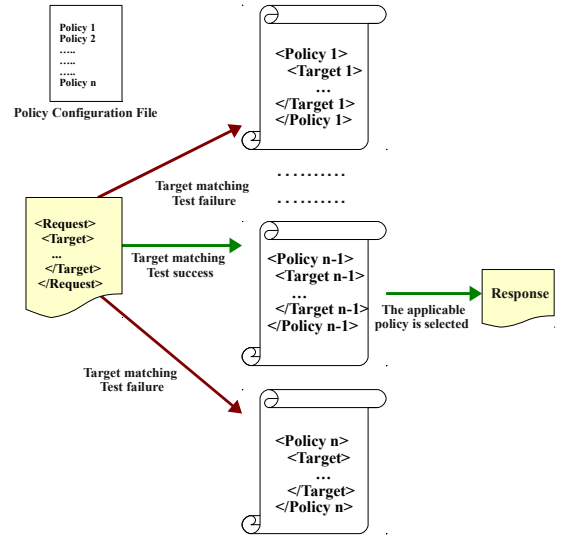 Policy 1
Policy 2
…..
…..
…..
Policy n
Policy Configuration File
<Policy 1>
<Target 1>
…
</Target 1>
</Policy 1>
Target matching
Test failure
……….
……….
<Request>
<Target>
...
</Target>
</Request>
Target matching
Test success
<Policy n-1>
<Target n-1>
…
</Target n-1>
</Policy n-1>
The applicable
policy is selected
Response
Target matching
Test failure
<Policy n>
<Target>
…
</Target>
</Policy n>